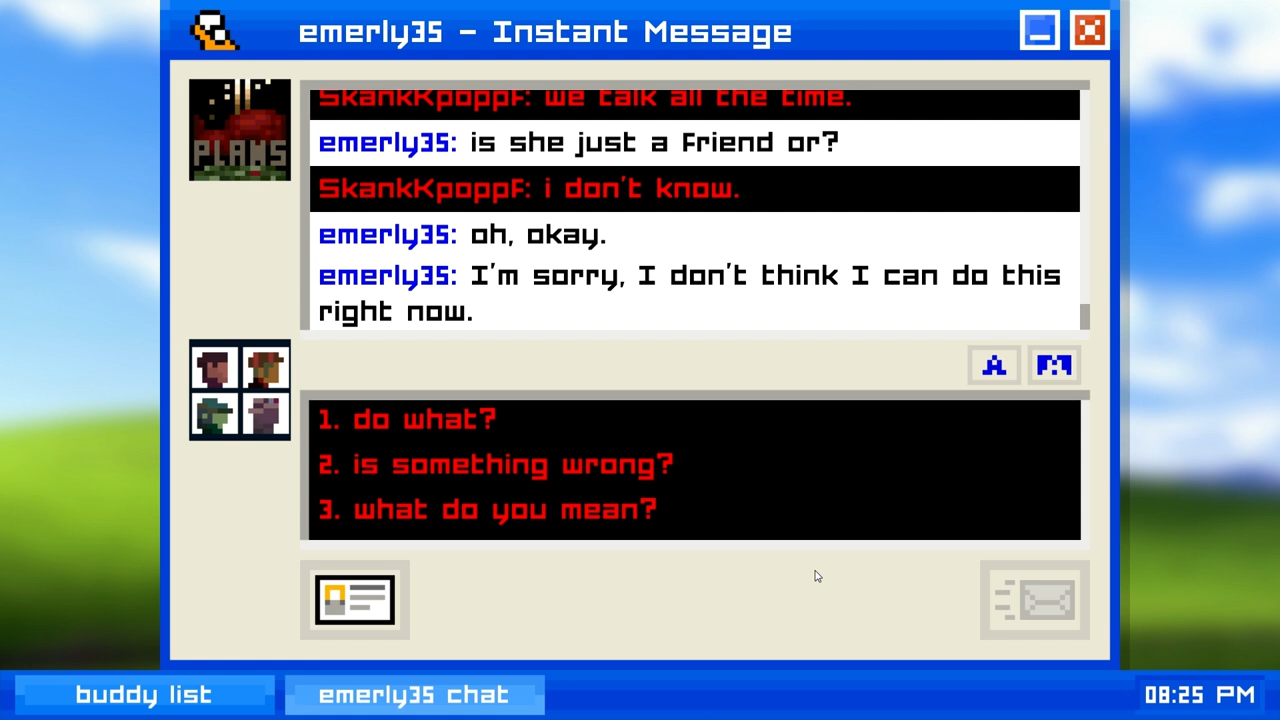 emerly35 - Instant Message
PLANS
SkankKpoppF: we talk all the time.
emerly35: is she just a friend or?
SkankKpoppF: i don't know.
emerly35: oh, okay.
emerly35: I'm sorry, I don't think I can do this
right now.
A
1. do what?
2. is something wrong?
3. what do you mean?
buddy list
emerly35 chat
08:25 PM